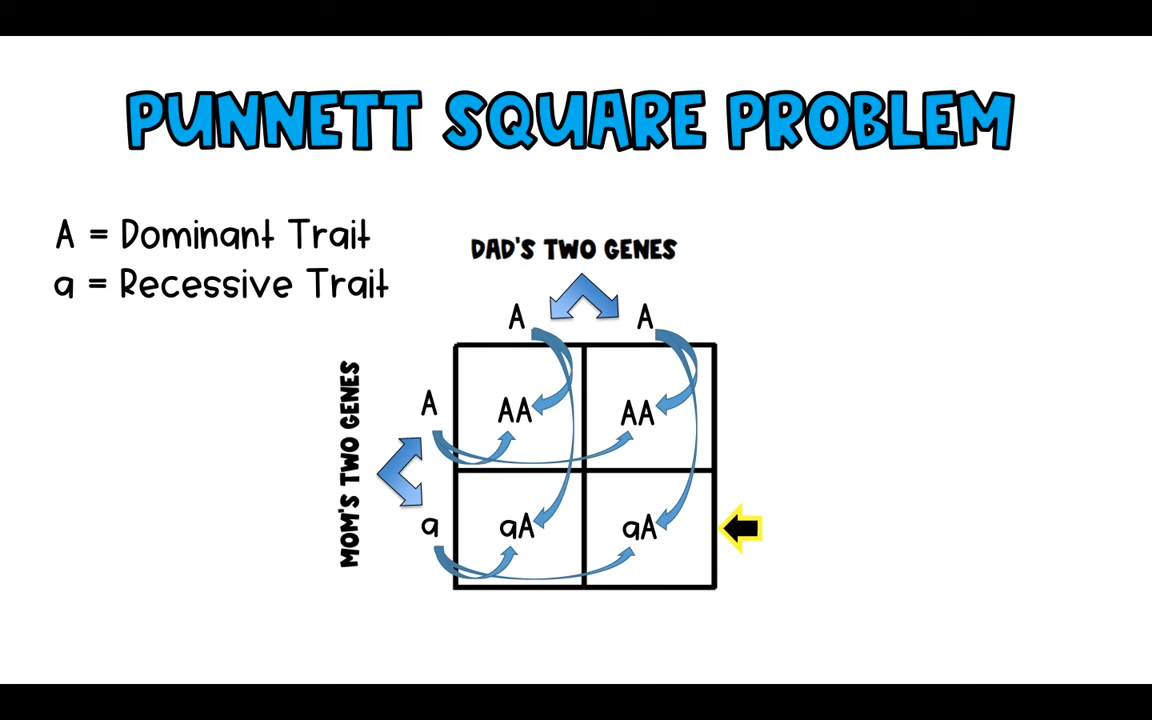 PUNNETT SQUARE PROBLEM
A = Dominant Trait
a = Recessive Trait
DAD'S TWO GENES
A A
MOM'S TWO GENES
A AA AA
a aA aA